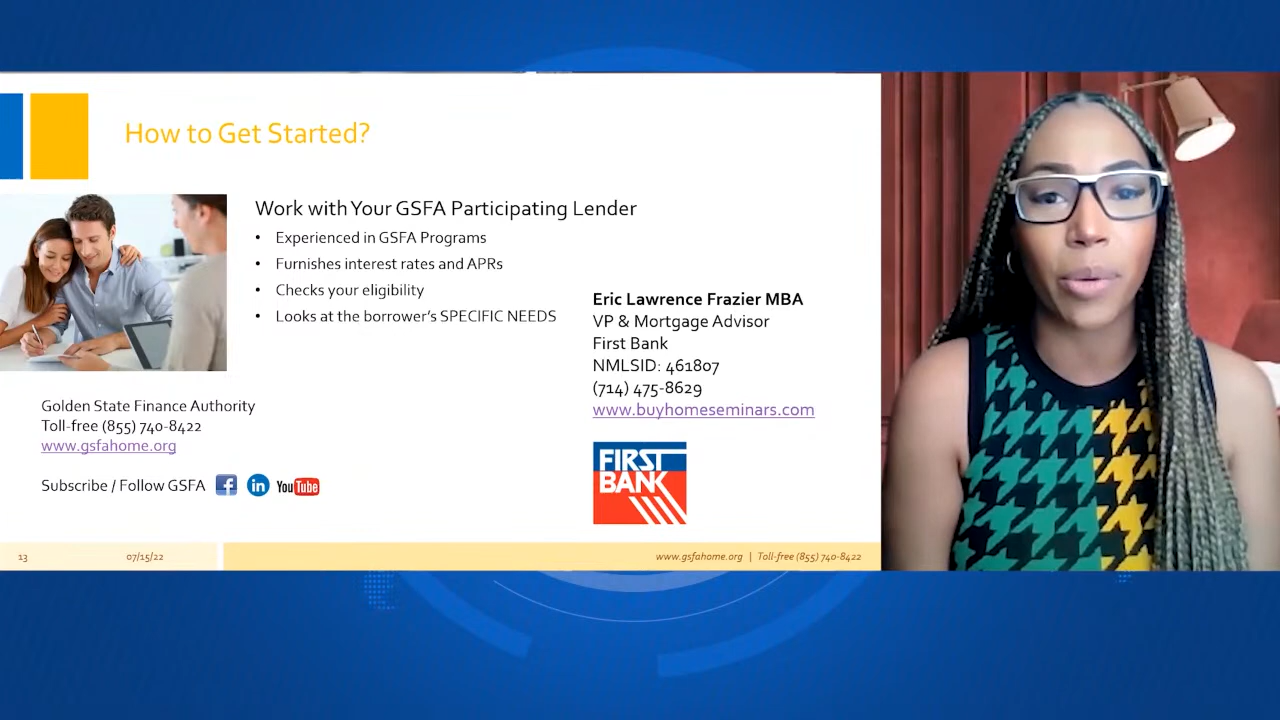 How to Get Started?
Work with Your GSFA Participating Lender
• Experienced in GSFA Programs
• Furnishes interest rates and APRs
• Checks your eligibility
• Looks at the borrower's SPECIFIC NEEDS
Eric Lawrence Frazier MBA
VP & Mortgage Advisor
First Bank
NMLSID: 461807
(714) 475-8629
www.buyhomeseminars.com
FIRST
BANK
Golden State Finance Authority
Toll-free (855) 740-8422
www.gsfahome.org
Subscribe / Follow GSFA f in YouTube
13 07/15/22 www.gsfahome.org | Toll-free (855) 740-8422